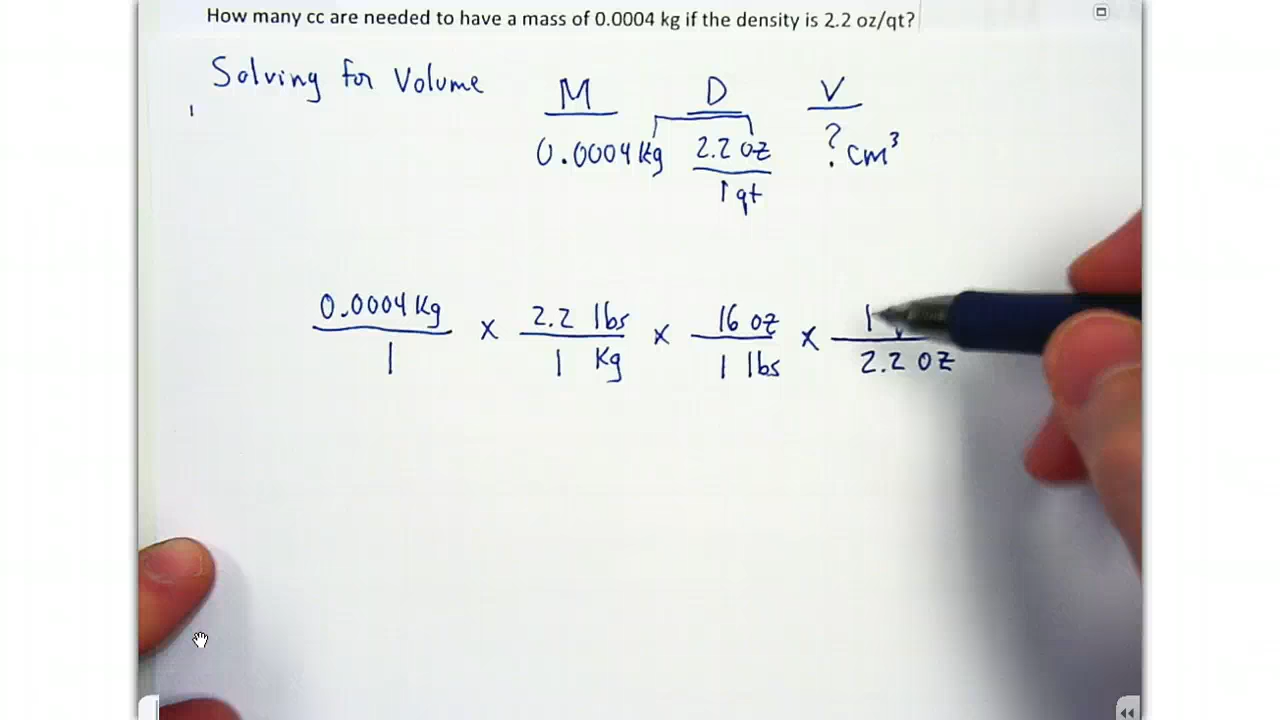 How many cc are needed to have a mass of 0.0004 kg if the density is 2.2 oz/qt?
Solving for Volume
M D V
0.0004 kg 2.2 oz ? cm³
1 qt
0.0004 kg × 2.2 lbs × 16 oz × 1
1 1 kg 1 lbs 2.2 oz